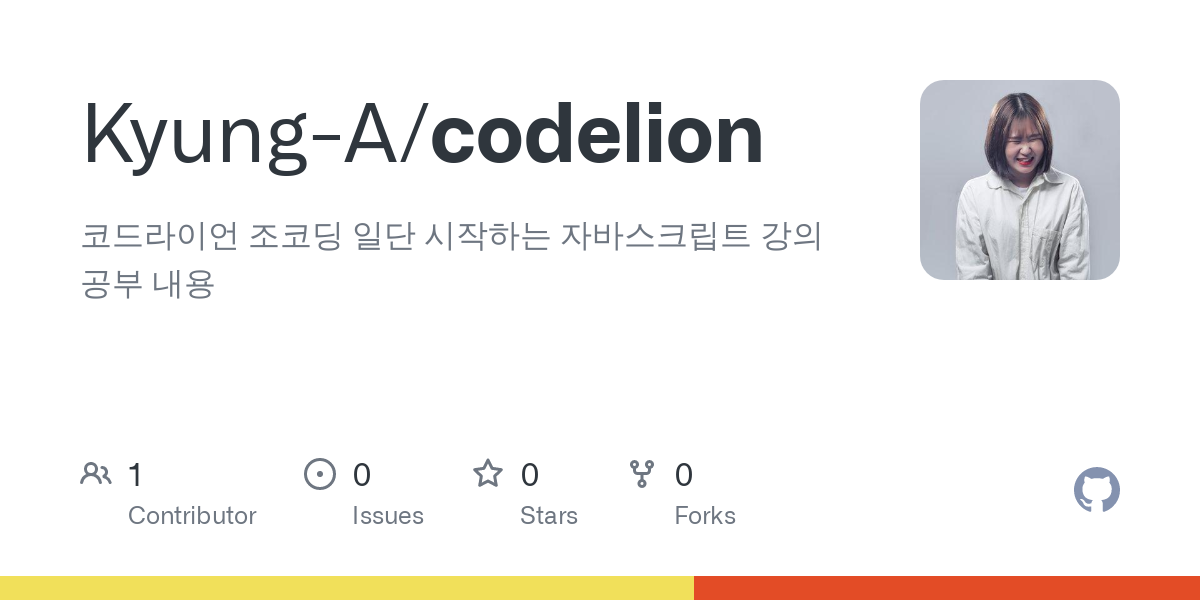 Kyung-A/codelion
코드라이언 조코딩 일단 시작하는 자바스크립트 강의
공부 내용
1 0 0 0
Contributor Issues Stars Forks